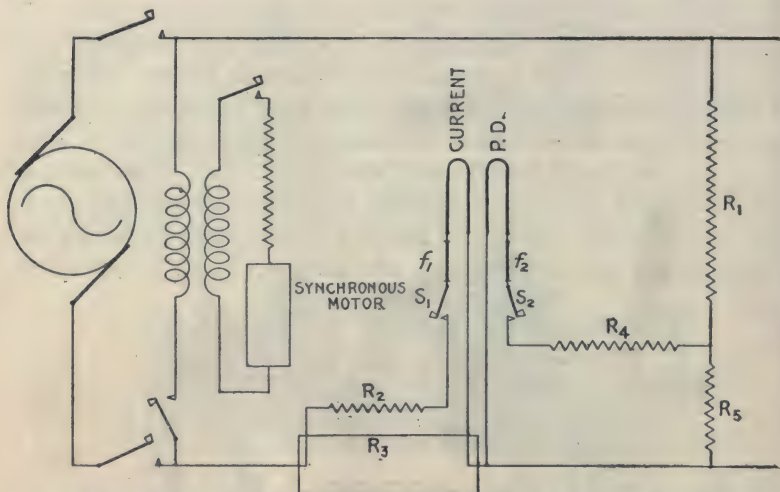 CURRENT
P.D.
R₁
f₁
f₂
S₁
S₂
SYNCHRONOUS
MOTOR
R₄
R₂
R₅
R₃